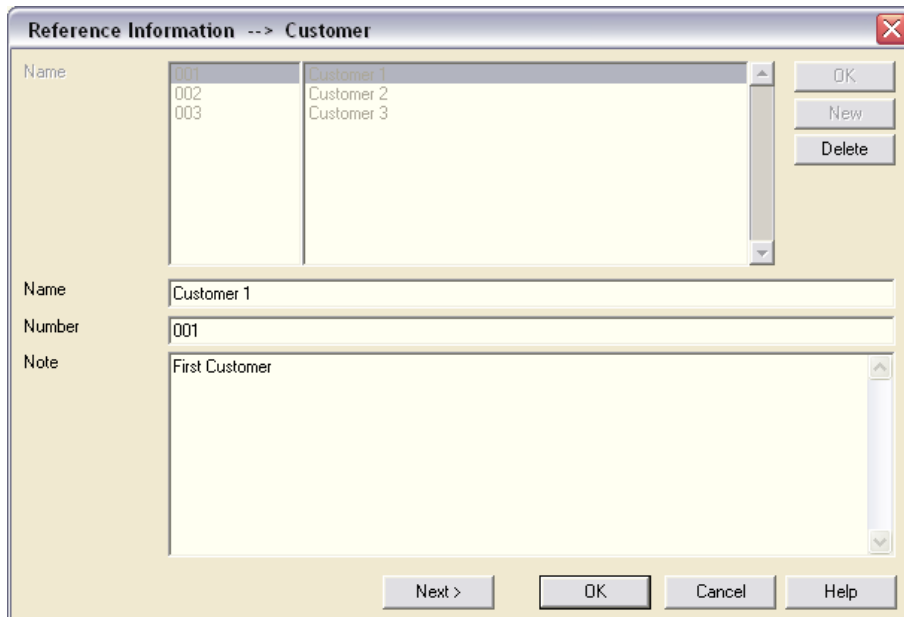 Reference Information --> Customer
Name
001 Customer 1
002 Customer 2
003 Customer 3
OK
New
Delete
Name Customer 1
Number 001
Note First Customer
Next > OK Cancel Help